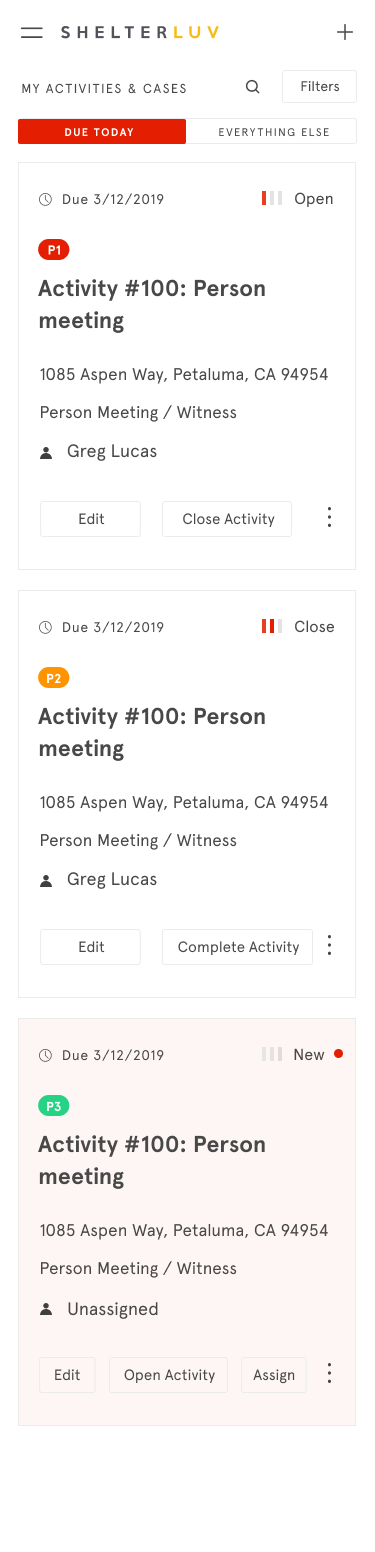 SHELTERLUV
MY ACTIVITIES & CASES
Filters
DUE TODAY
EVERYTHING ELSE
Due 3/12/2019
Open
P1
Activity #100: Person
meeting
1085 Aspen Way, Petaluma, CA 94954
Person Meeting / Witness
Greg Lucas
Edit
Close Activity
Due 3/12/2019
Close
P2
Activity #100: Person
meeting
1085 Aspen Way, Petaluma, CA 94954
Person Meeting / Witness
Greg Lucas
Edit
Complete Activity
Due 3/12/2019
New
P3
Activity #100: Person
meeting
1085 Aspen Way, Petaluma, CA 94954
Person Meeting / Witness
Unassigned
Edit
Open Activity
Assign